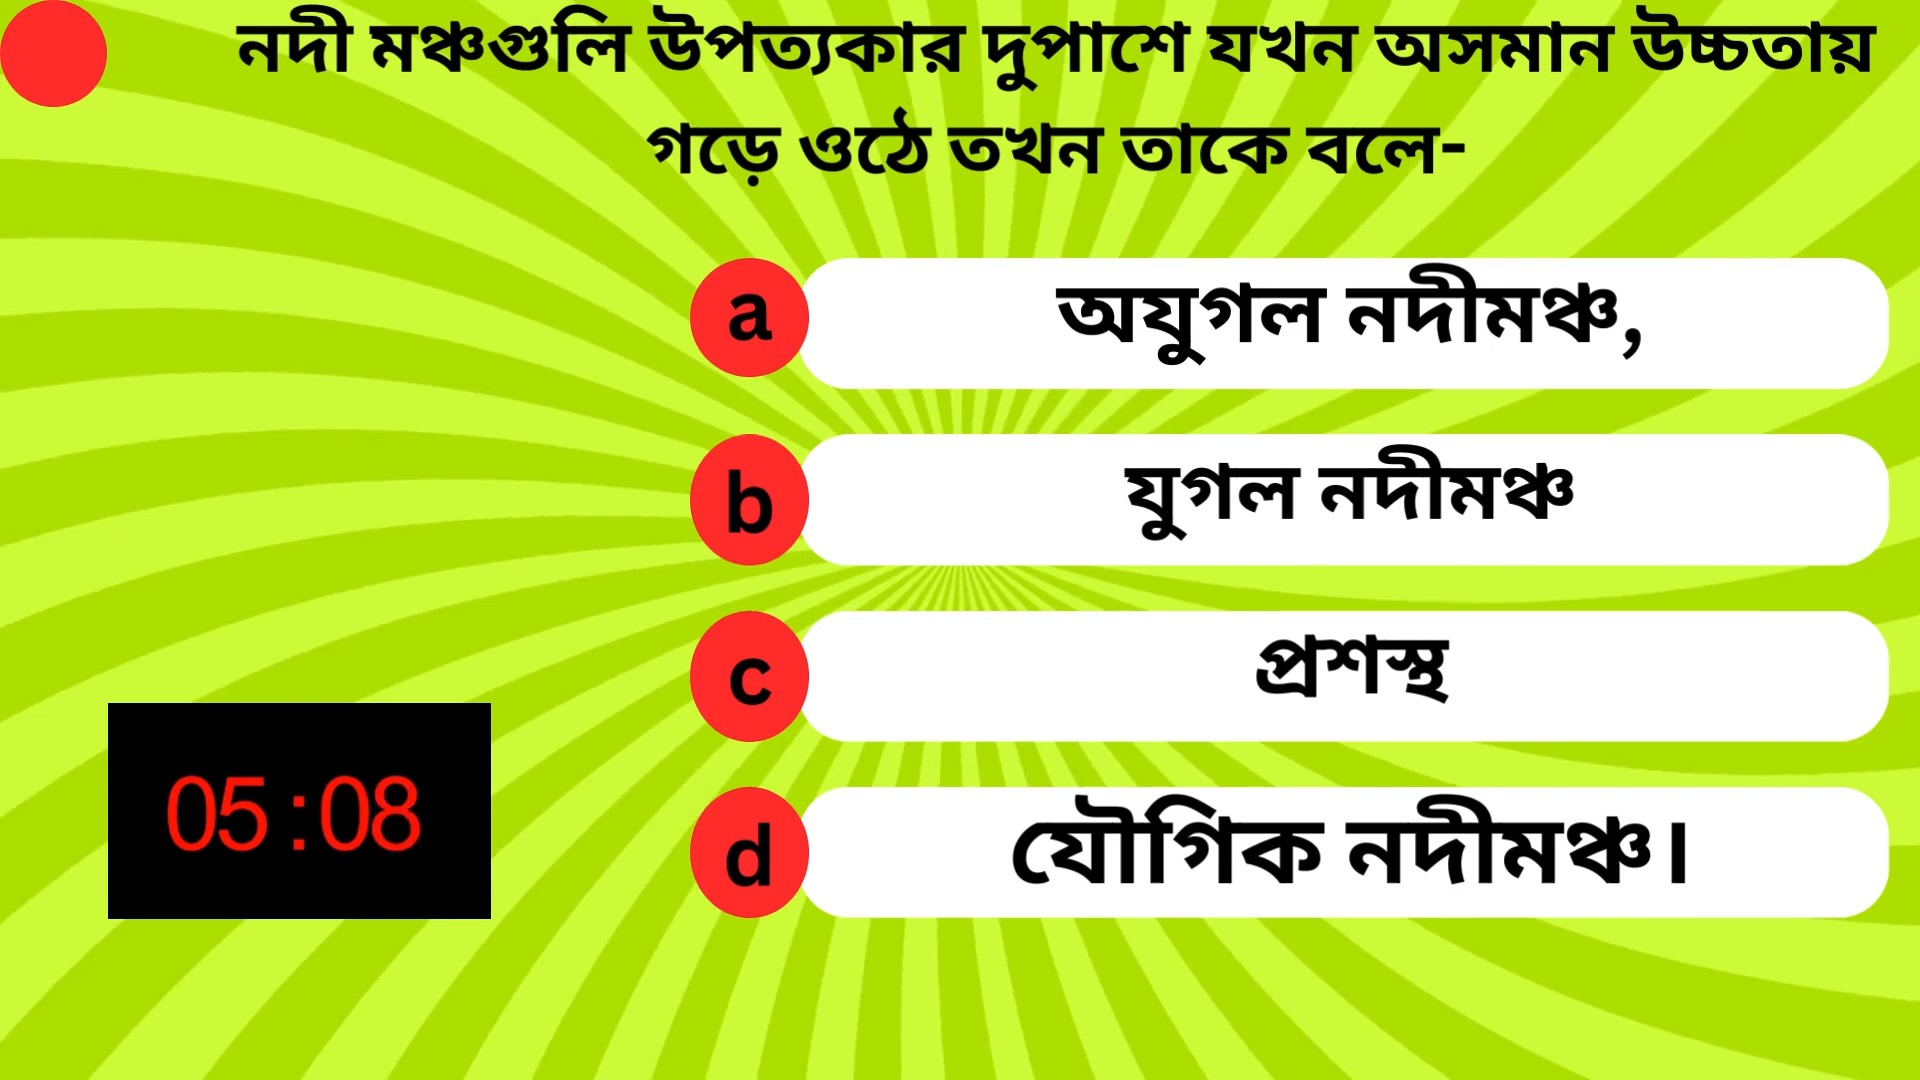 নদী মঞ্চগুলি উপত্যকার দুপাশে যখন অসমান উচ্চতায়
গড়ে ওঠে তখন তাকে বলে-
a অযুগল নদীমঞ্চ,
b যুগল নদীমঞ্চ
c প্রশস্থ
d যৌগিক নদীমঞ্চ।
05:08